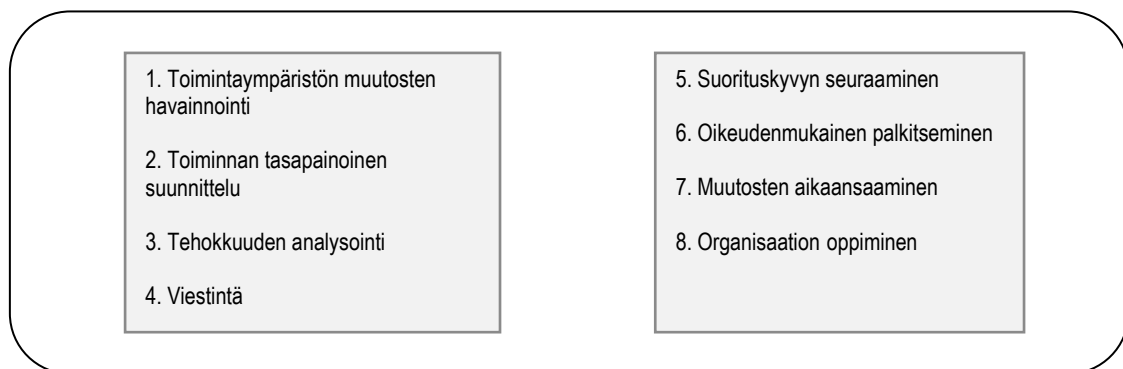 1. Toimintaympäristön muutosten
havainnointi
2. Toiminnan tasapainoinen
suunnittelu
3. Tehokkuuden analysointi
4. Viestintä
5. Suorituskyvyn seuraaminen
6. Oikeudenmukainen palkitseminen
7. Muutosten aikaansaaminen
8. Organisaation oppiminen